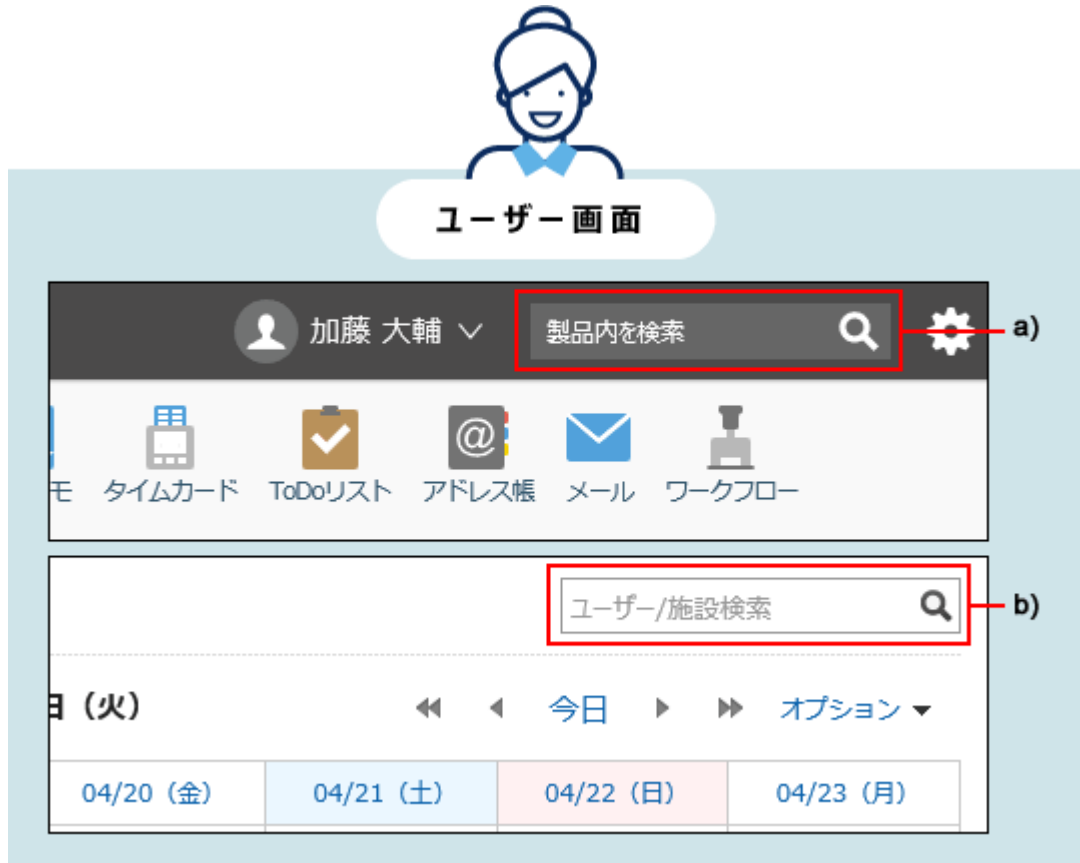 ユーザー画面
加藤 大輔
製品内を検索
a)
モ タイムカード ToDoリスト アドレス帳 メール ワークフロー
ユーザー/施設検索
b)
日（火） 今日 オプション
04/20（金） 04/21（土） 04/22（日） 04/23（月）